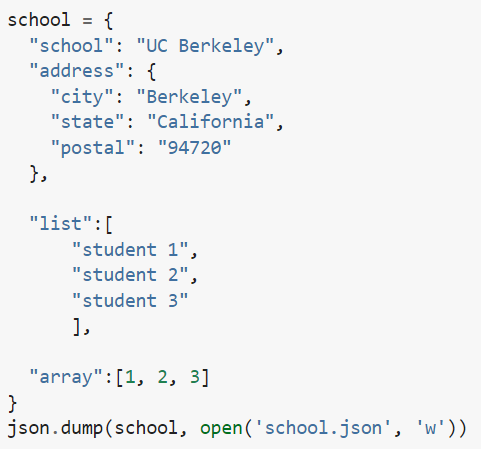 school = {
  "school": "UC Berkeley",
  "address": {
    "city": "Berkeley",
    "state": "California",
    "postal": "94720"
  },

  "list":[
      "student 1",
      "student 2",
      "student 3"
      ],

  "array":[1, 2, 3]
}
json.dump(school, open('school.json', 'w'))